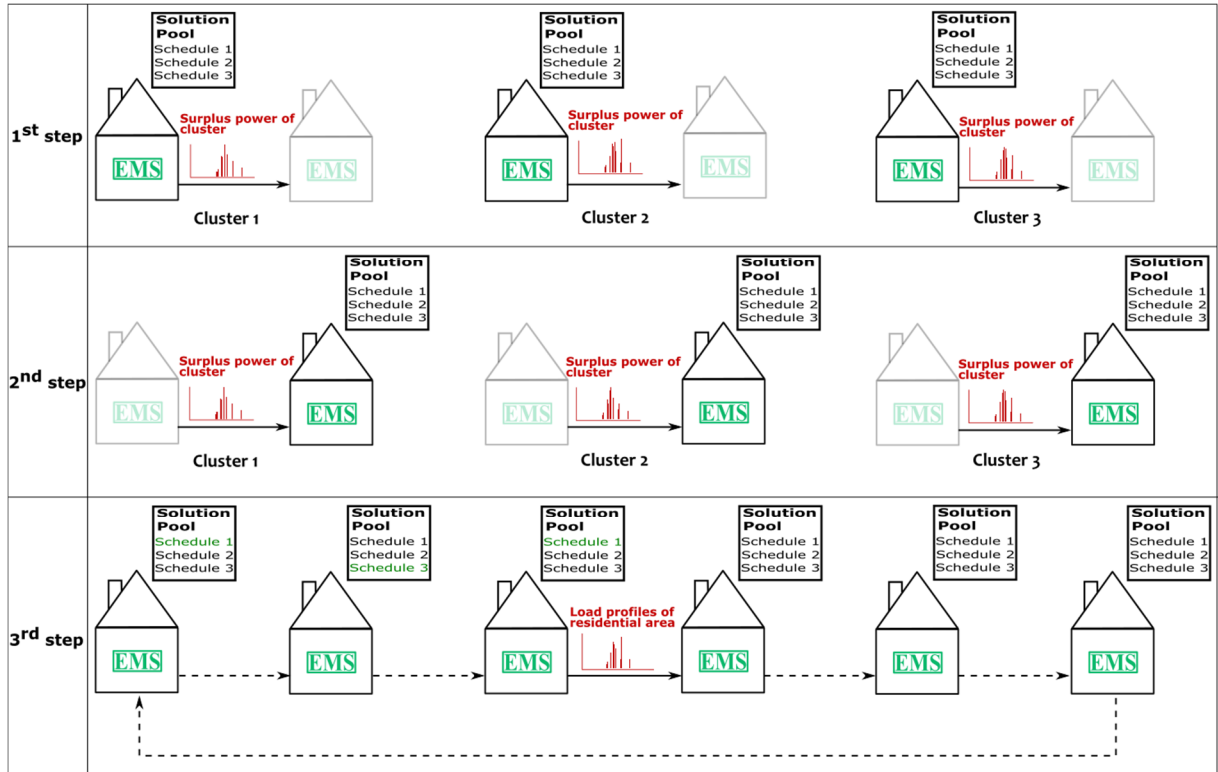 Solution
Pool
Schedule 1
Schedule 2
Schedule 3
Solution
Pool
Schedule 1
Schedule 2
Schedule 3
Solution
Pool
Schedule 1
Schedule 2
Schedule 3
1st step
Surplus power of
cluster
Surplus power of
cluster
Surplus power of
cluster
EMS
EMS
EMS
EMS
EMS
EMS
Cluster 1
Cluster 2
Cluster 3
Solution
Pool
Schedule 1
Schedule 2
Schedule 3
Solution
Pool
Schedule 1
Schedule 2
Schedule 3
Solution
Pool
Schedule 1
Schedule 2
Schedule 3
2nd step
Surplus power of
cluster
Surplus power of
cluster
Surplus power of
cluster
EMS
EMS
EMS
EMS
EMS
EMS
Cluster 1
Cluster 2
Cluster 3
Solution
Pool
Schedule 1
Schedule 2
Schedule 3
Solution
Pool
Schedule 1
Schedule 2
Schedule 3
Solution
Pool
Schedule 1
Schedule 2
Schedule 3
Solution
Pool
Schedule 1
Schedule 2
Schedule 3
Solution
Pool
Schedule 1
Schedule 2
Schedule 3
Solution
Pool
Schedule 1
Schedule 2
Schedule 3
3rd step
Load profiles of
residential area
EMS
EMS
EMS
EMS
EMS
EMS